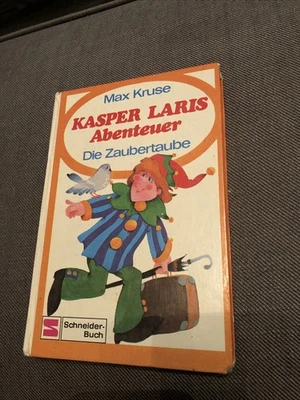 Max Kruse
KASPER LARIS
Abenteuer
Die Zaubertaube
Schneider-
Buch